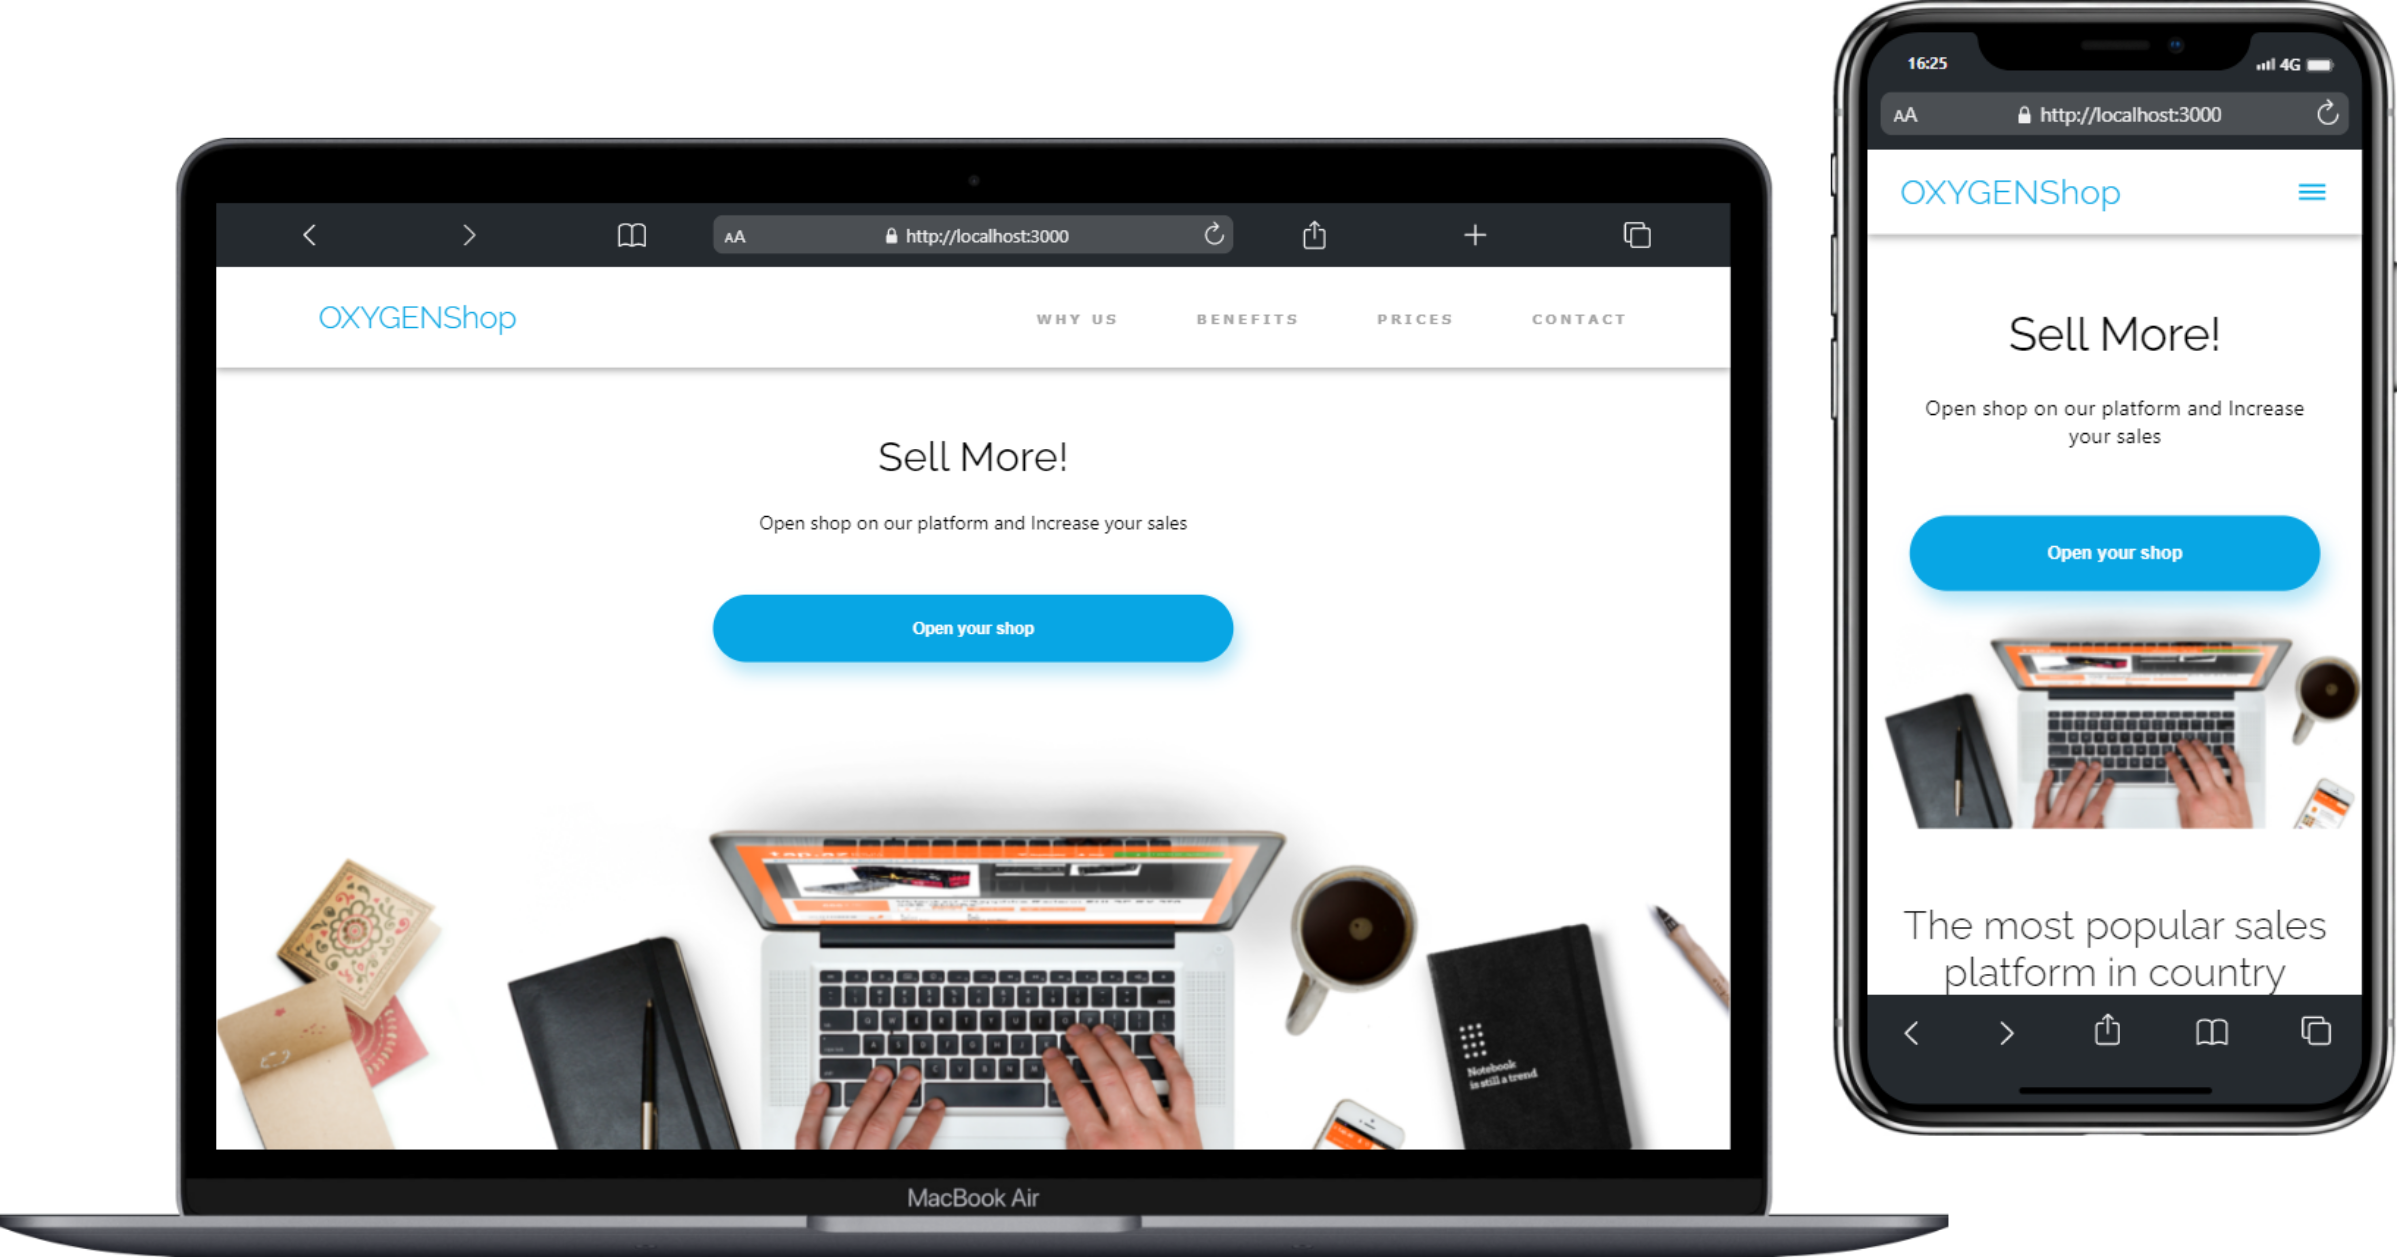 AA http://localhost:3000
OXYGENShop
WHY US BENEFITS PRICES CONTACT
Sell More!
Open shop on our platform and Increase your sales
Open your shop
Notebook
is still a trend
MacBook Air
16:25 4G
AA http://localhost:3000
OXYGENShop
Sell More!
Open shop on our platform and Increase
your sales
Open your shop
The most popular sales
platform in country